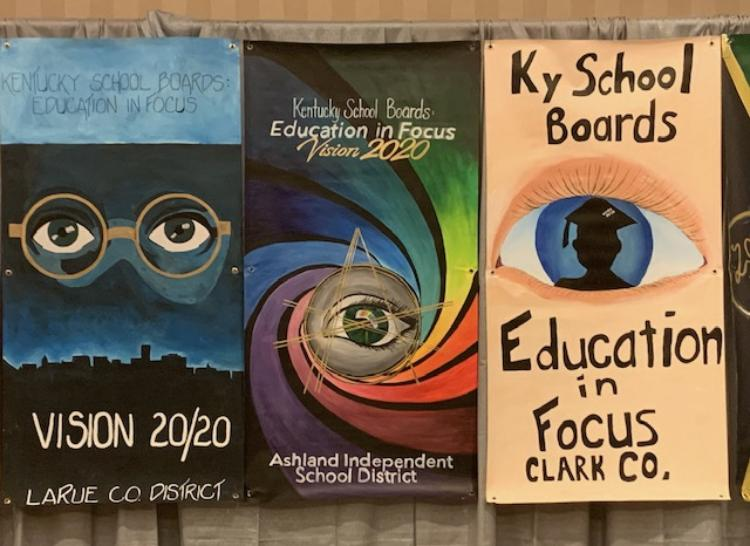 KENTUCKY SCHOOL BOARDS:
EDUCATION IN FOCUS
VISION 20/20
LARUE CO. DISTRICT
Kentucky School Boards:
Education in Focus
Vision 2020
Ashland Independent
School District
Ky School
Boards
Education
in
Focus
CLARK CO.